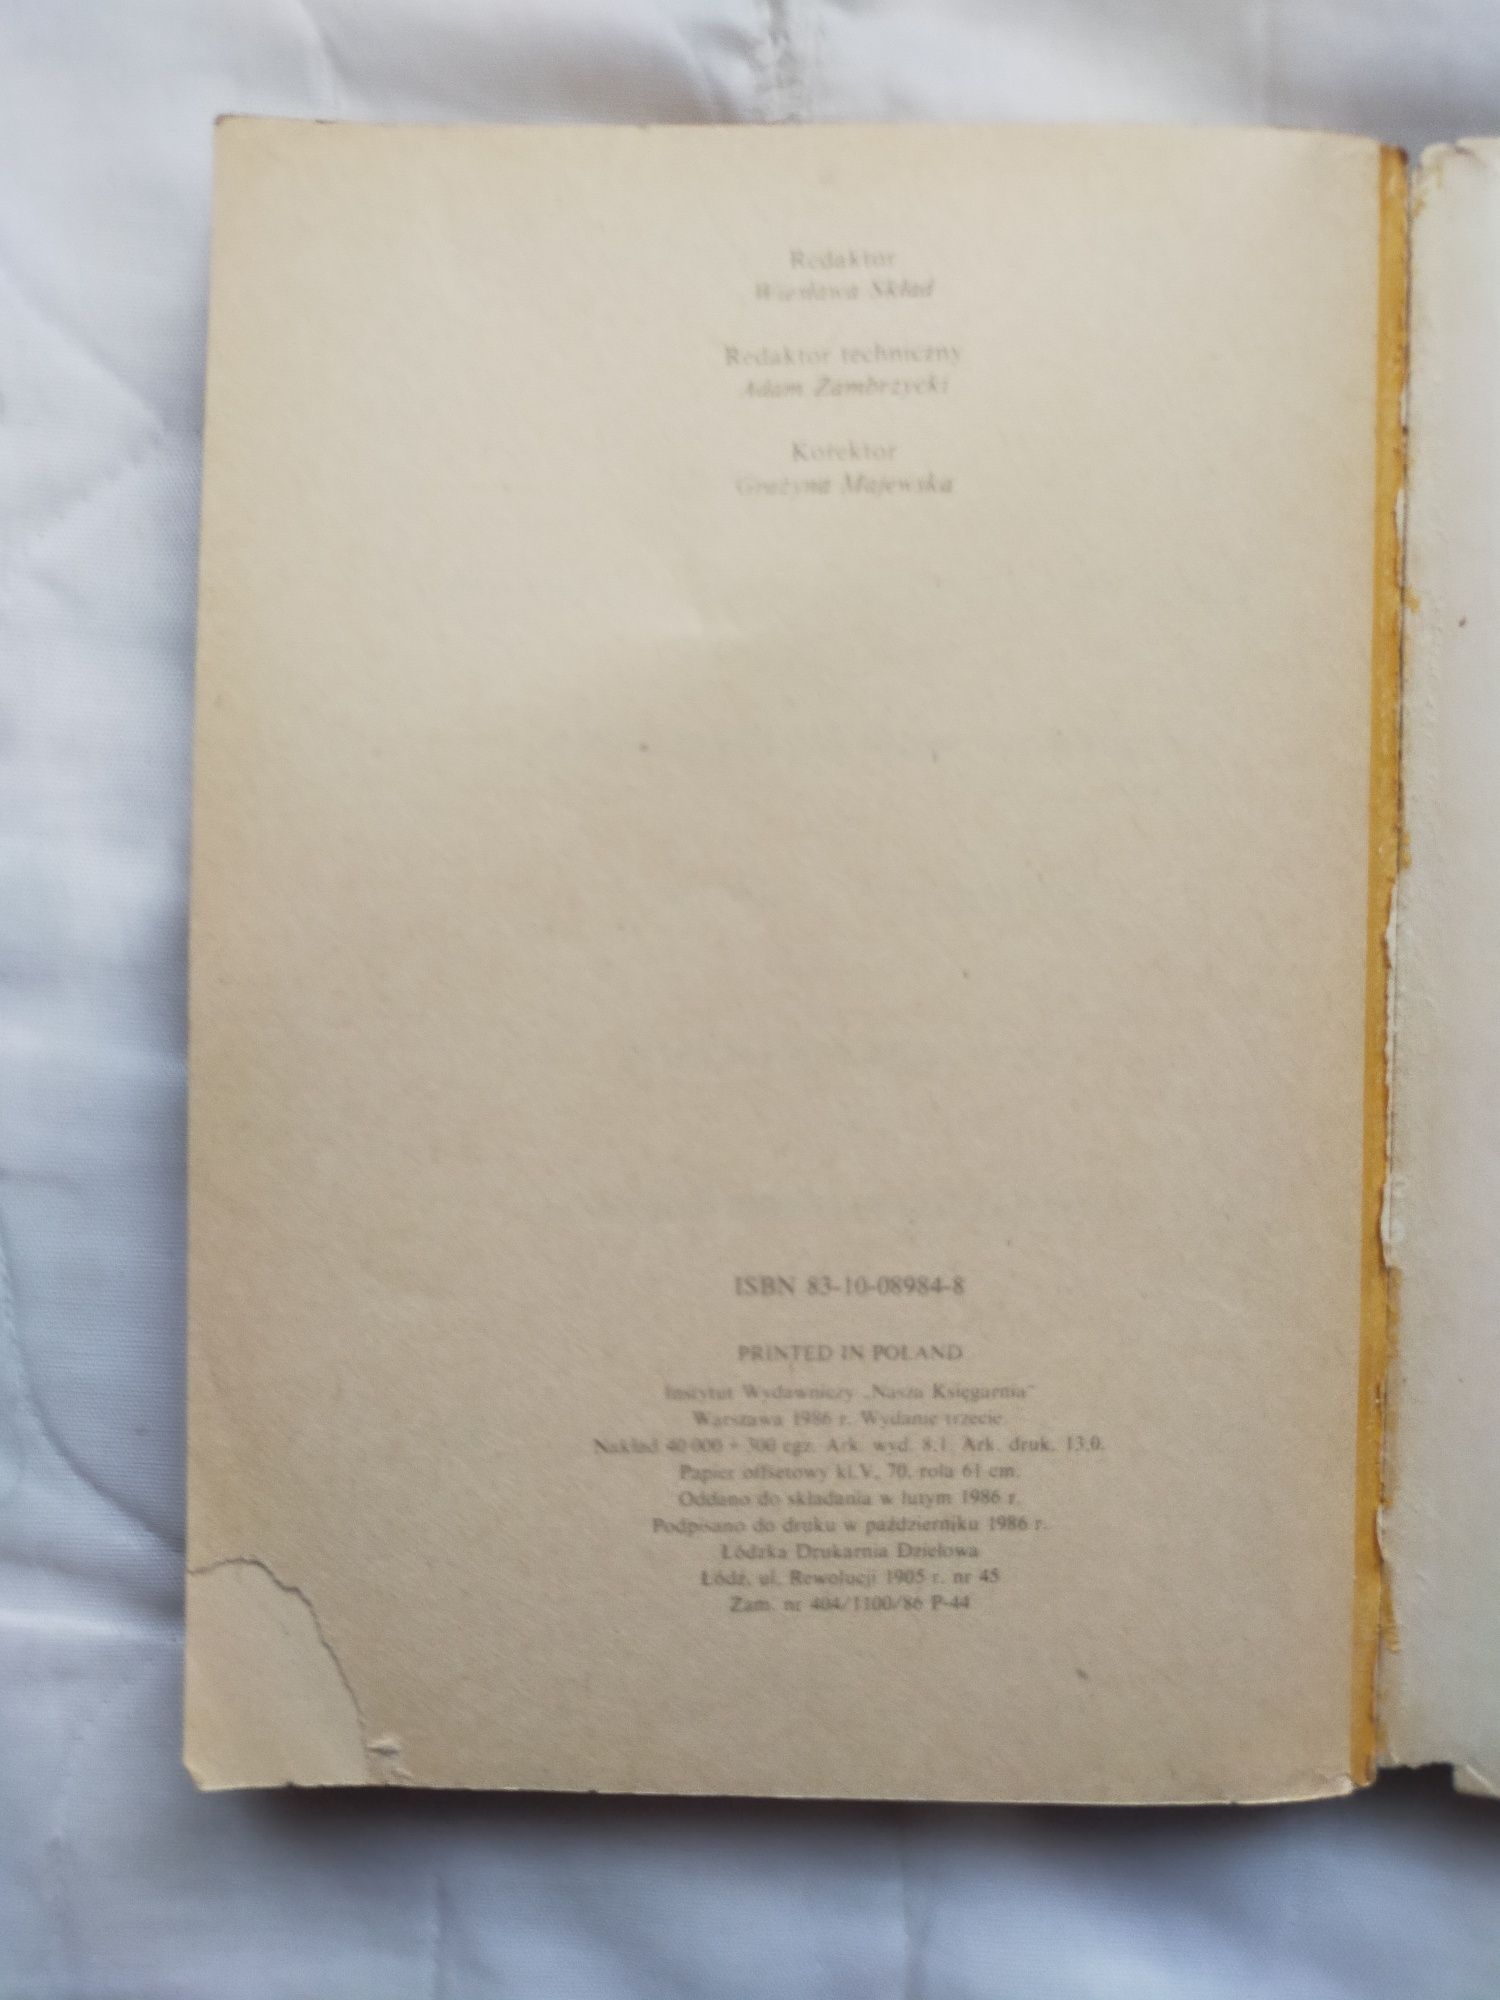 Redaktor
Wiesława Skład
Redaktor techniczny
Adam Zambrzycki
Korektor
Grażyna Majewska
ISBN 83-10-08984-8
PRINTED IN POLAND
Instytut Wydawniczy „Nasza Księgarnia"
Warszawa 1986 r. Wydanie trzecie
Nakład 40 000 + 300 egz. Ark. wyd. 8,1. Ark. druk. 13,0.
Papier offsetowy kl.V, 70, rola 61 cm.
Oddano do składania w lutym 1986 r.
Podpisano do druku w październiku 1986 r.
Łódzka Drukarnia Dziełowa
Łódź, ul. Rewolucji 1905 r. nr 45
Zam. nr 404/1100/86 P-44